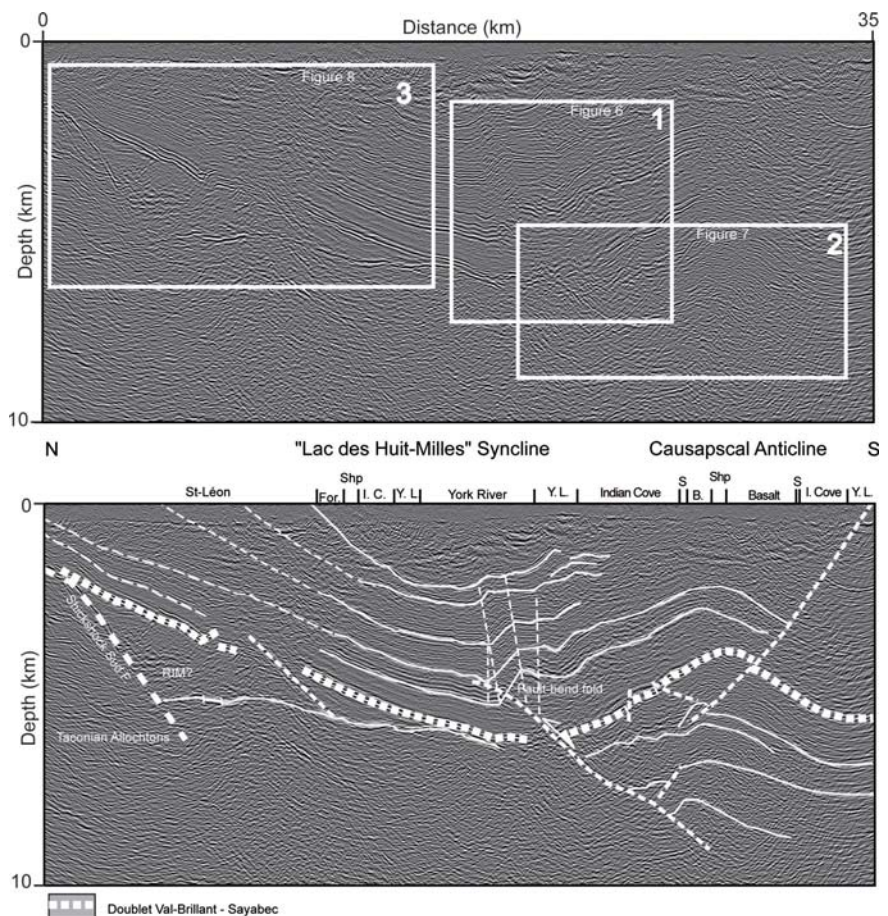 0 35
Distance (km)
0
Figure 8
3
Figure 6
1
Figure 7
2
Depth (km)
10
N "Lac des Huit-Milles" Syncline Causapscal Anticline S
St-Léon For. Shp I. C. Y. L York River Y. L. Indian Cove S B. Shp Basalt S I. Cove Y. L.
0
Shickshock Sud F.
RIM?
Fault-bend fold
Taconian Allochtons
Depth (km)
10
Doublet Val-Brillant - Sayabec